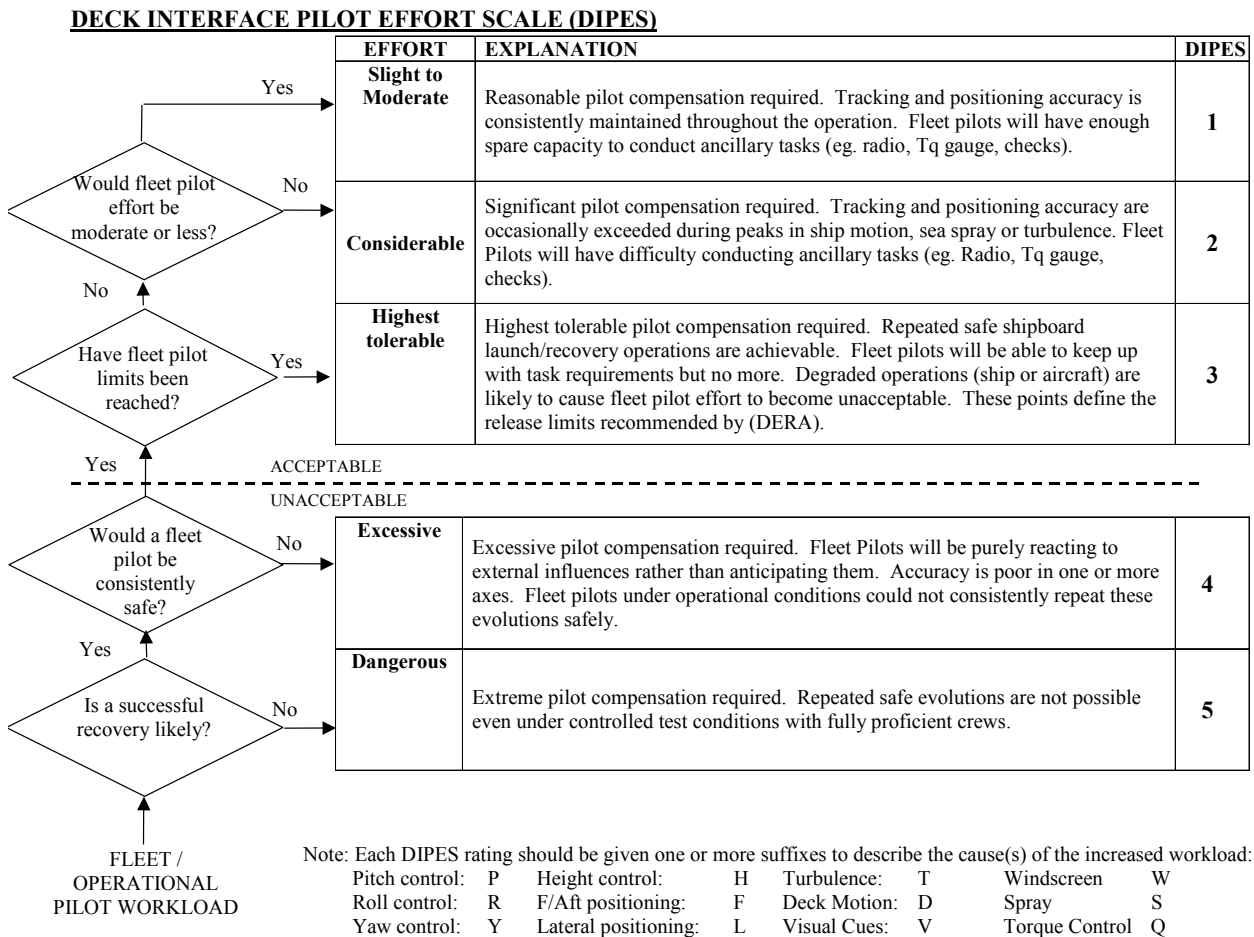 DECK INTERFACE PILOT EFFORT SCALE (DIPES)
EFFORT EXPLANATION DIPES
Yes
Slight to
Moderate
Reasonable pilot compensation required. Tracking and positioning accuracy is
consistently maintained throughout the operation. Fleet pilots will have enough
spare capacity to conduct ancillary tasks (eg. radio, Tq gauge, checks).
1
Would fleet pilot
effort be
moderate or less?
No
Considerable
Significant pilot compensation required. Tracking and positioning accuracy are
occasionally exceeded during peaks in ship motion, sea spray or turbulence. Fleet
Pilots will have difficulty conducting ancillary tasks (eg. Radio, Tq gauge,
checks).
2
No
Have fleet pilot
limits been
reached?
Yes
Highest
tolerable
Highest tolerable pilot compensation required. Repeated safe shipboard
launch/recovery operations are achievable. Fleet pilots will be able to keep up
with task requirements but no more. Degraded operations (ship or aircraft) are
likely to cause fleet pilot effort to become unacceptable. These points define the
release limits recommended by (DERA).
3
Yes
ACCEPTABLE
UNACCEPTABLE
Would a fleet
pilot be
consistently
safe?
No
Excessive
Excessive pilot compensation required. Fleet Pilots will be purely reacting to
external influences rather than anticipating them. Accuracy is poor in one or more
axes. Fleet pilots under operational conditions could not consistently repeat these
evolutions safely.
4
Yes
Is a successful
recovery likely?
No
Dangerous
Extreme pilot compensation required. Repeated safe evolutions are not possible
even under controlled test conditions with fully proficient crews.
5
FLEET /
OPERATIONAL
PILOT WORKLOAD
Note: Each DIPES rating should be given one or more suffixes to describe the cause(s) of the increased workload:
Pitch control: P Height control: H Turbulence: T Windscreen W
Roll control: R F/Aft positioning: F Deck Motion: D Spray S
Yaw control: Y Lateral positioning: L Visual Cues: V Torque Control Q